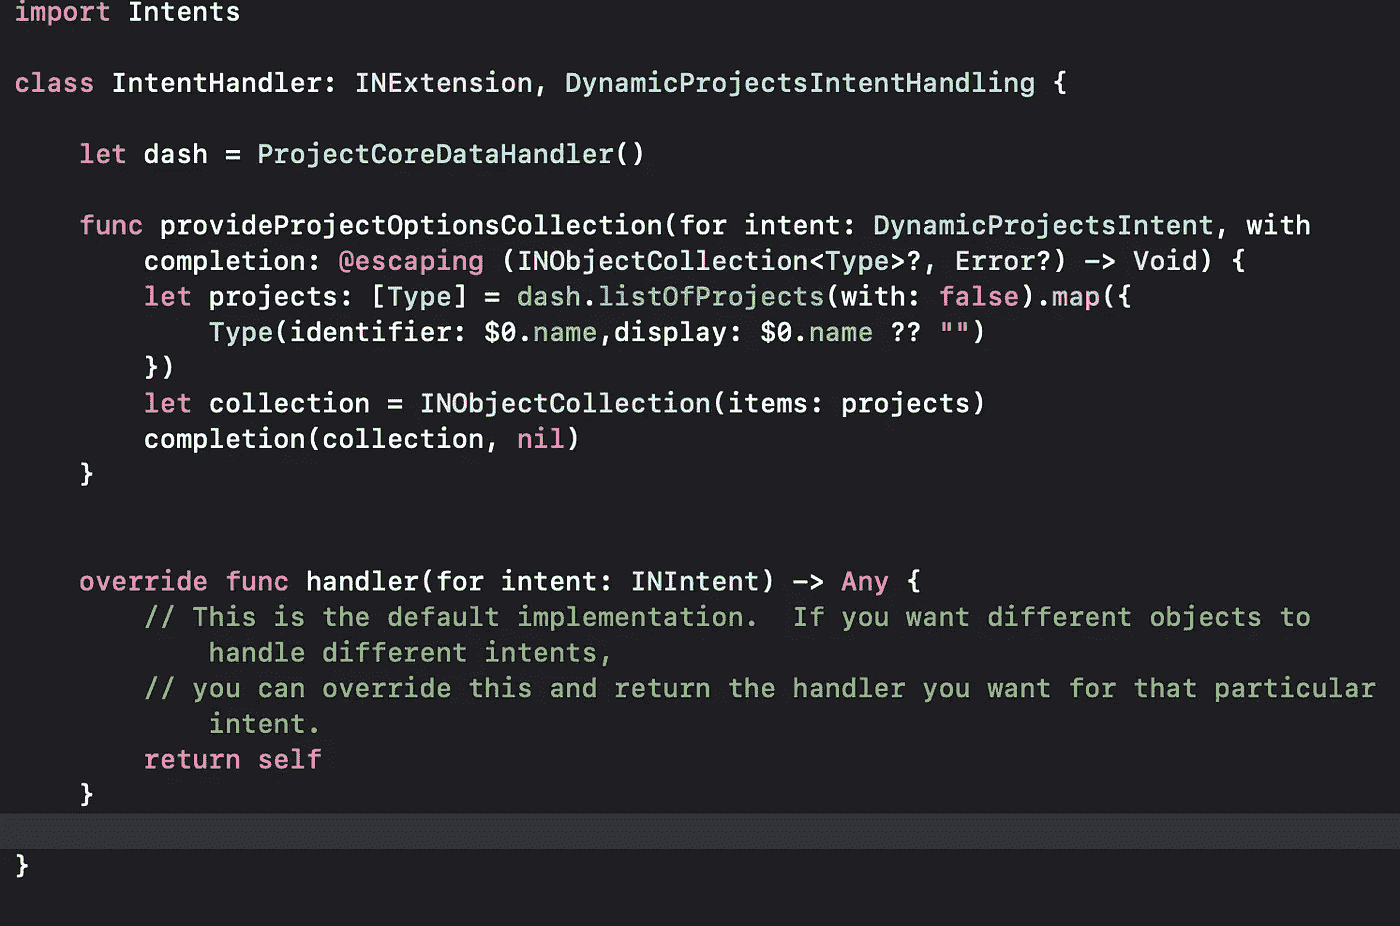 import Intents
class IntentHandler: INExtension, DynamicProjectsIntentHandling {
let dash = ProjectCoreDataHandler()
func provideProjectOptionsCollection(for intent: DynamicProjectsIntent, with
completion: @escaping (INObjectCollection<Type>?, Error?) -> Void) {
let projects: [Type] = dash.listOfProjects(with: false).map({
Type(identifier: $0.name,display: $0.name ?? "")
})
let collection = INObjectCollection(items: projects)
completion(collection, nil)
}
override func handler(for intent: INIntent) -> Any {
// This is the default implementation.  If you want different objects to
handle different intents,
// you can override this and return the handler you want for that particular
intent.
return self
}
}